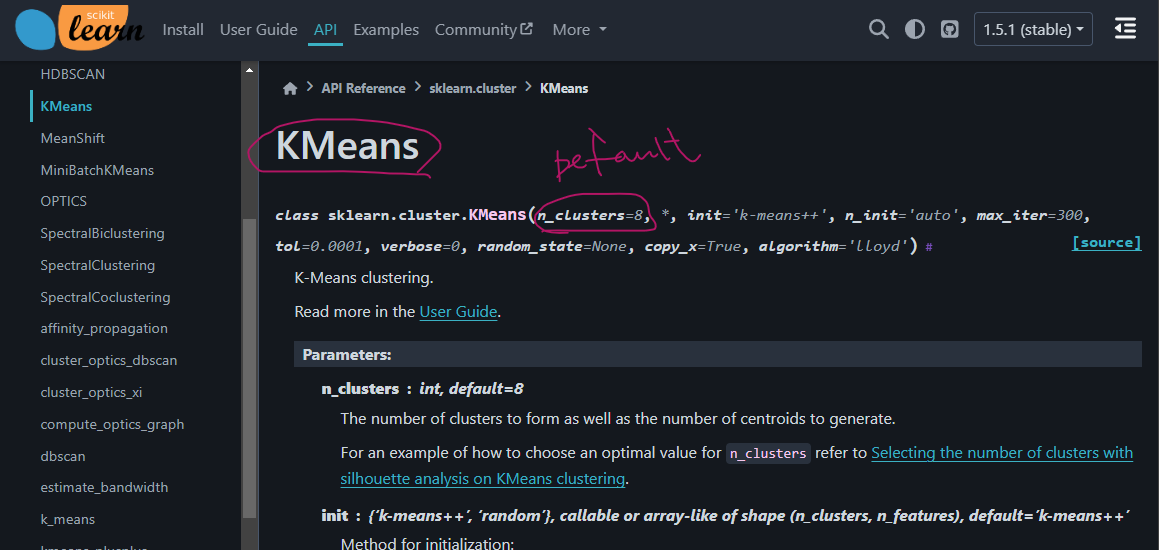 scikit
learn
Install User Guide API Examples Community More
1.5.1 (stable)
HDBSCAN
KMeans
MeanShift
MiniBatchKMeans
OPTICS
SpectralBiclustering
SpectralClustering
SpectralCoclustering
affinity_propagation
cluster_optics_dbscan
cluster_optics_xi
compute_optics_graph
dbscan
estimate_bandwidth
k_means
kmeans_plusplus
API Reference > sklearn.cluster > KMeans
KMeans
Default
class sklearn.cluster.KMeans(n_clusters=8, *, init='k-means++', n_init='auto', max_iter=300,
tol=0.0001, verbose=0, random_state=None, copy_x=True, algorithm='lloyd') #
[source]
K-Means clustering.
Read more in the User Guide.
Parameters:
n_clusters : int, default=8
The number of clusters to form as well as the number of centroids to generate.
For an example of how to choose an optimal value for n_clusters refer to Selecting the number of clusters with
silhouette analysis on KMeans clustering.
init : {'k-means++', 'random'}, callable or array-like of shape (n_clusters, n_features), default='k-means++'
Method for initialization: